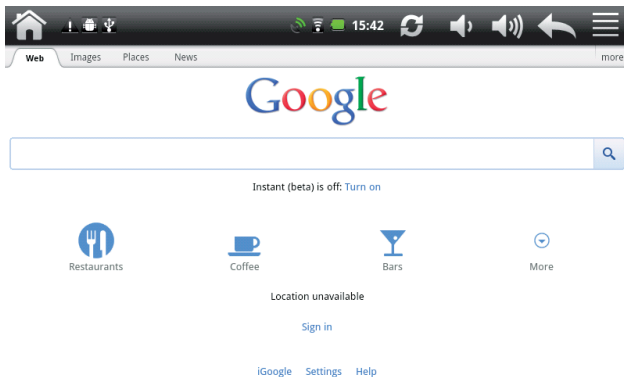 15:42
Web Images Places News more
Google
Instant (beta) is off: Turn on
Restaurants Coffee Bars More
Location unavailable
Sign in
iGoogle Settings Help